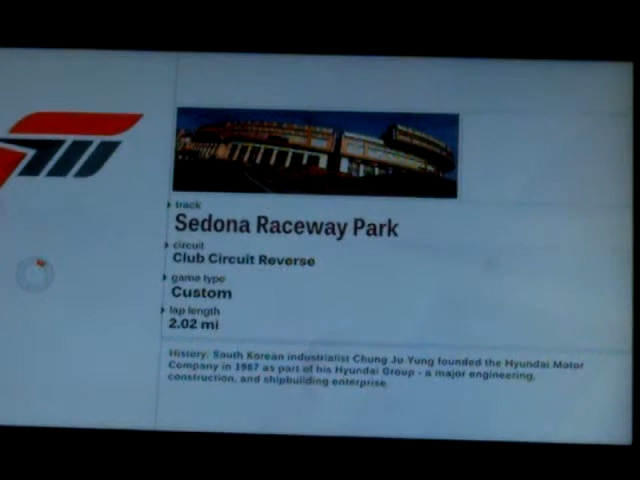 track
Sedona Raceway Park
circuit
Club Circuit Reverse
game type
Custom
lap length
2.02 mi
History: South Korean industrialist Chung Ju Yung founded the Hyundai Motor
Company in 1967 as part of his Hyundai Group - a major engineering,
construction, and shipbuilding enterprise.